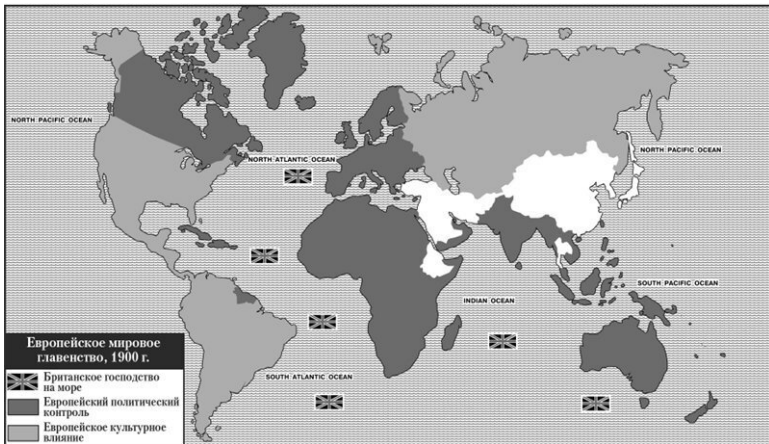 NORTH PACIFIC OCEAN
NORTH ATLANTIC OCEAN
NORTH PACIFIC OCEAN
SOUTH PACIFIC OCEAN
INDIAN OCEAN
SOUTH ATLANTIC OCEAN
Европейское мировое
главенство, 1900 г.
Британское господство
на море
Европейский политический
контроль
Европейское культурное
влияние